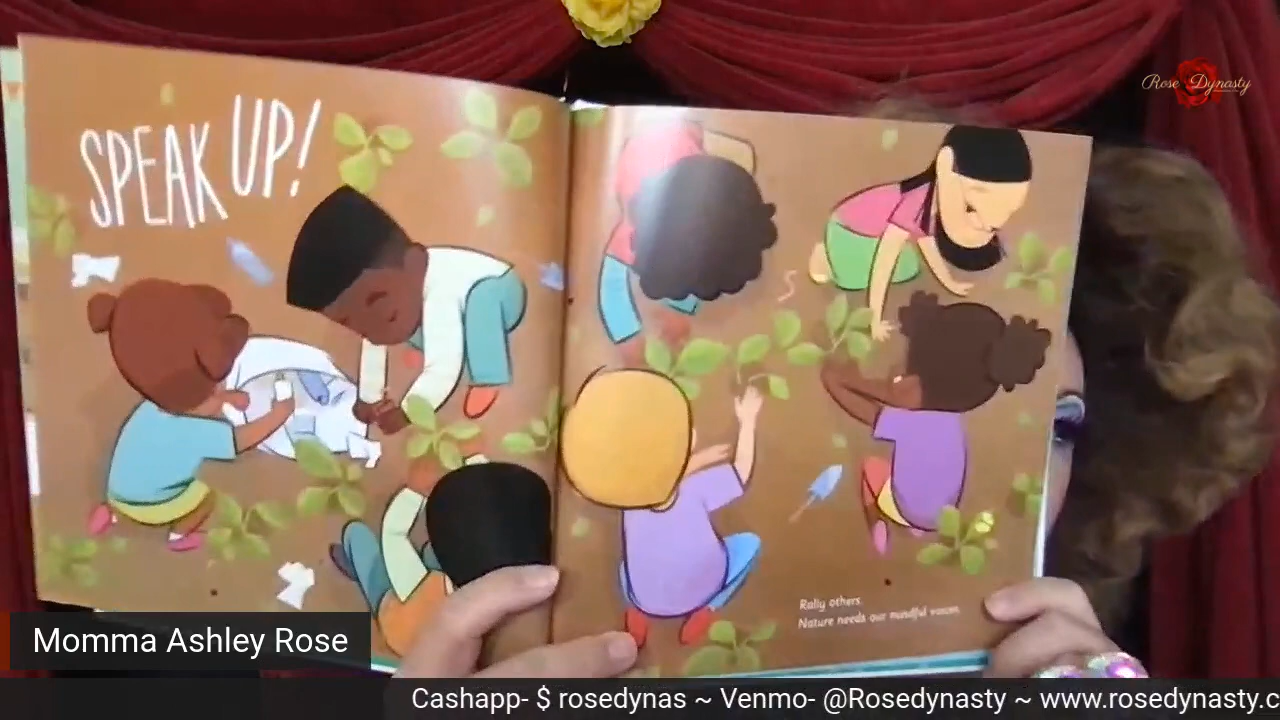 Rose Dynasty
SPEAK UP!
Rally others.
Nature needs our mindful voices.
Momma Ashley Rose
Cashapp- $ rosedynas ~ Venmo- @Rosedynasty ~ www.rosedynasty.c